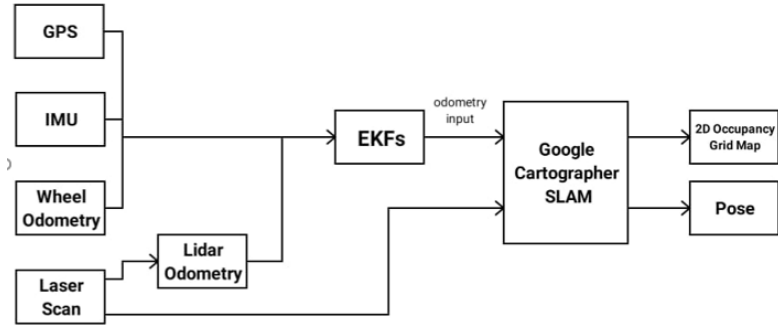 GPS
IMU
Wheel
Odometry
Laser
Scan
Lidar
Odometry
EKFs
odometry
input
Google
Cartographer
SLAM
2D Occupancy
Grid Map
Pose